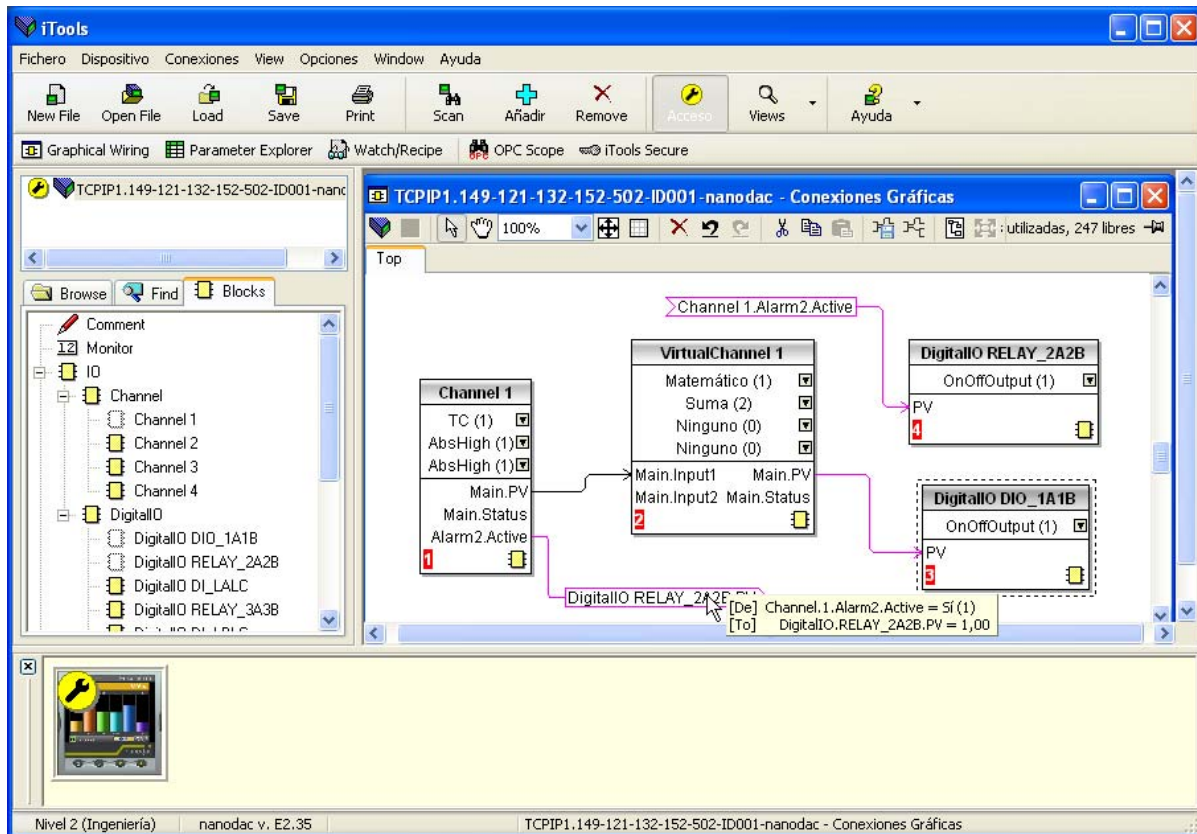 iTools
Fichero Dispositivo Conexiones View Opciones Window Ayuda
New File Open File Load Save Print Scan Añadir Remove Acceso Views Ayuda
Graphical Wiring Parameter Explorer Watch/Recipe OPC Scope iTools Secure
TCPIP1.149-121-132-152-502-ID001-nanc
Browse Find Blocks
Comment
12 Monitor
IO
Channel
Channel 1
Channel 2
Channel 3
Channel 4
DigitalIO
DigitalIO DIO_1A1B
DigitalIO RELAY_2A2B
DigitalIO DI_LALC
DigitalIO RELAY_3A3B
TCPIP1.149-121-132-152-502-ID001-nanodac - Conexiones Gráficas
100% : utilizadas, 247 libres
Top
Channel 1.Alarm2.Active
Channel 1
TC (1)
AbsHigh (1)
AbsHigh (1)
Main.PV
Main.Status
Alarm2.Active
1
VirtualChannel 1
Matemático (1)
Suma (2)
Ninguno (0)
Ninguno (0)
Main.Input1 Main.PV
Main.Input2 Main.Status
2
DigitalIO RELAY_2A2B
OnOffOutput (1)
PV
4
DigitalIO DIO_1A1B
OnOffOutput (1)
PV
3
DigitalIO RELAY_2A2B.PV
[De] Channel.1.Alarm2.Active = Sí (1)
[To] DigitalIO.RELAY_2A2B.PV = 1,00
Nivel 2 (Ingeniería) nanodac v. E2.35 TCPIP1.149-121-132-152-502-ID001-nanodac - Conexiones Gráficas